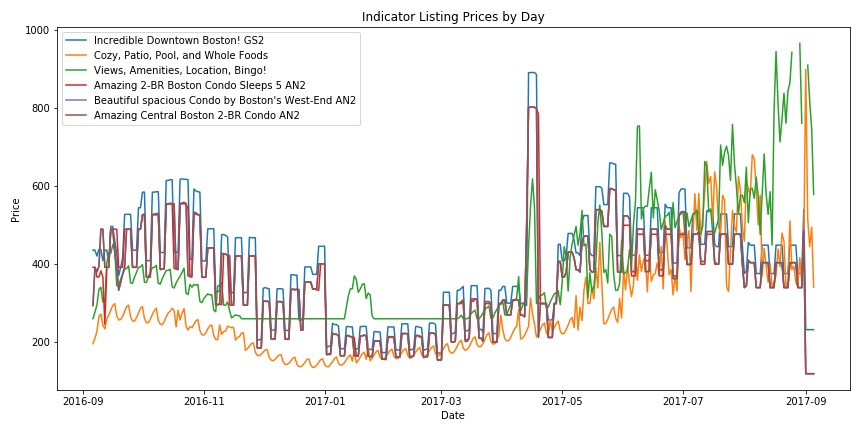 Indicator Listing Prices by Day
Incredible Downtown Boston! GS2
Cozy, Patio, Pool, and Whole Foods
Views, Amenities, Location, Bingo!
Amazing 2-BR Boston Condo Sleeps 5 AN2
Beautiful spacious Condo by Boston's West-End AN2
Amazing Central Boston 2-BR Condo AN2
Price
1000
800
600
400
200
2016-09
2016-11
2017-01
2017-03
2017-05
2017-07
2017-09
Date